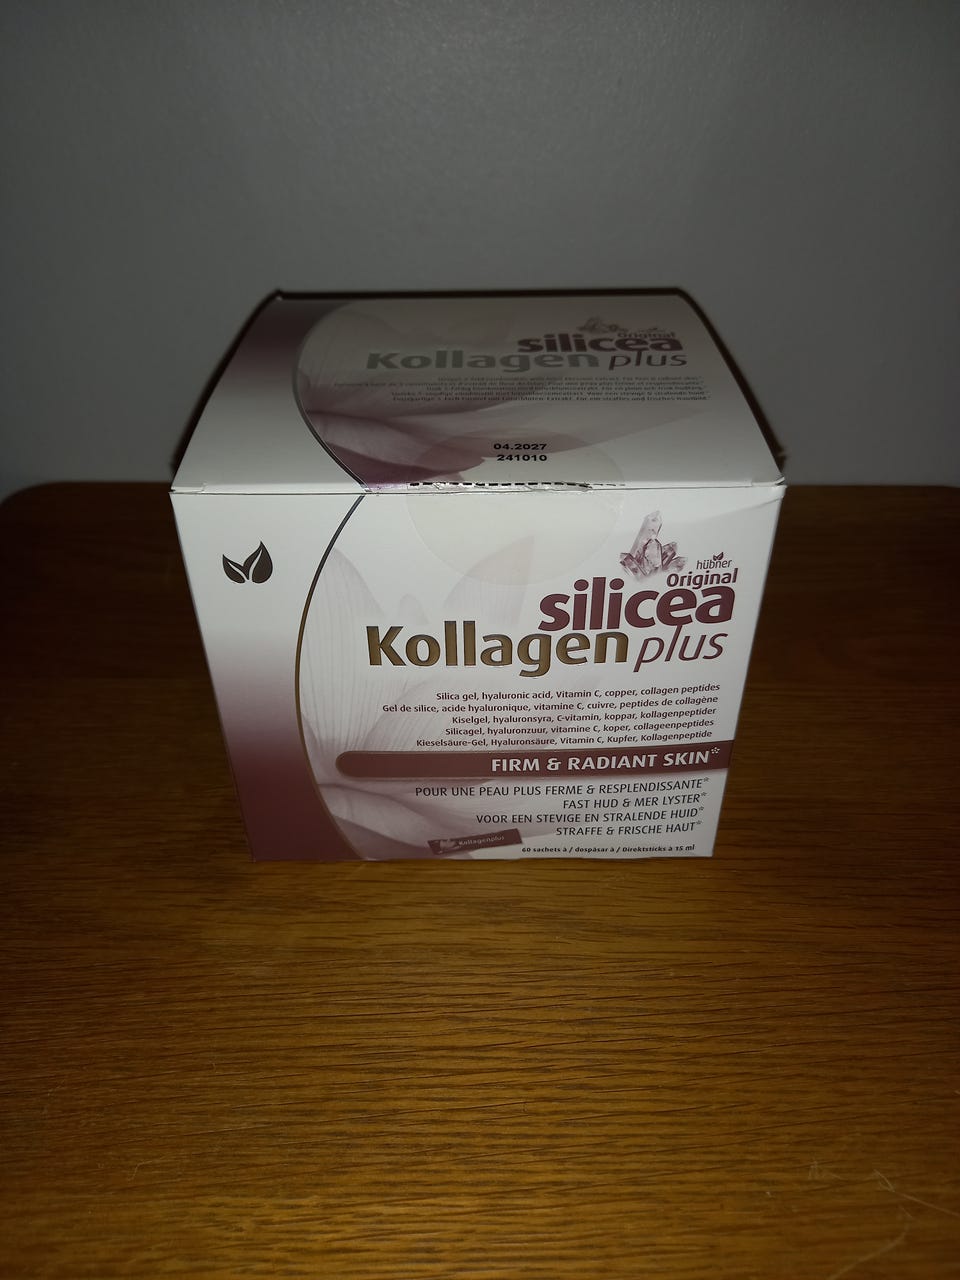 Original
silicea
Kollagen plus
04.2027
241010
hübner
Original
silicea
Kollagen plus
Silica gel, hyaluronic acid, Vitamin C, copper, collagen peptides
Gel de silice, acide hyaluronique, vitamine C, cuivre, peptides de collagène
Kiselgel, hyaluronsyra, C-vitamin, koppar, kollagenpeptider
Silicagel, hyaluronzuur, vitamine C, koper, collageenpeptides
Kieselsäure-Gel, Hyaluronsäure, Vitamin C, Kupfer, Kollagenpeptide
FIRM & RADIANT SKIN**
POUR UNE PEAU PLUS FERME & RESPLENDISSANTE*
FAST HUD & MER LYSTER*
VOOR EEN STEVIGE EN STRALENDE HUID*
STRAFFE & FRISCHE HAUT*
Kollagenplus
60 sachets à / dospåsar à / Direktsticks à 15 ml